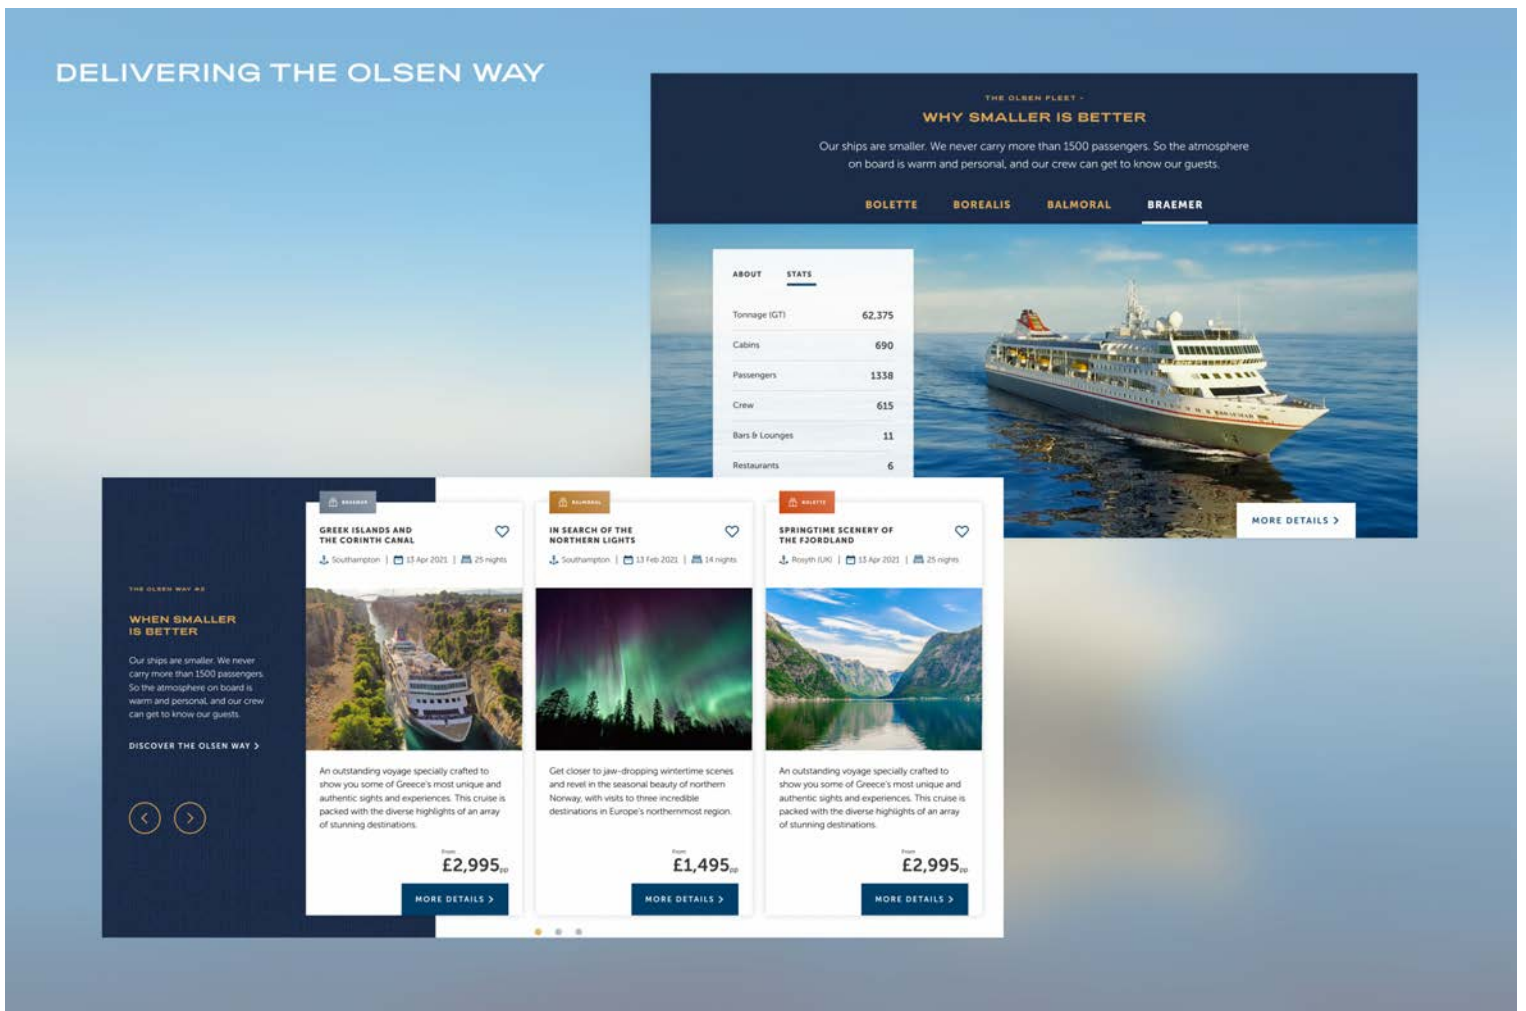 DELIVERING THE OLSEN WAY
THE OLSEN FLEET -
WHY SMALLER IS BETTER
Our ships are smaller. We never carry more than 1500 passengers. So the atmosphere
on board is warm and personal, and our crew can get to know our guests.
BOLETTE BOREALIS BALMORAL BRAEMER
ABOUT STATS
Tonnage (GT) 62,375
Cabins 690
Passengers 1338
Crew 615
Bars & Lounges 11
Restaurants 6
BRAEMAR
MORE DETAILS >
THE OLSEN WAY #2
WHEN SMALLER
IS BETTER
Our ships are smaller. We never
carry more than 1500 passengers.
So the atmosphere on board is
warm and personal, and our crew
can get to know our guests.
DISCOVER THE OLSEN WAY >
BRAEMER
GREEK ISLANDS AND
THE CORINTH CANAL
Southampton | 13 Apr 2021 | 25 nights
An outstanding voyage specially crafted to
show you some of Greece's most unique and
authentic sights and experiences. This cruise is
packed with the diverse highlights of an array
of stunning destinations.
From
£2,995pp
MORE DETAILS >
BALMORAL
IN SEARCH OF THE
NORTHERN LIGHTS
Southampton | 13 Feb 2021 | 14 nights
Get closer to jaw-dropping wintertime scenes
and revel in the seasonal beauty of northern
Norway, with visits to three incredible
destinations in Europe's northernmost region.
From
£1,495pp
MORE DETAILS >
BOLETTE
SPRINGTIME SCENERY OF
THE FJORDLAND
Rosyth (UK) | 13 Apr 2021 | 25 nights
An outstanding voyage specially crafted to
show you some of Greece's most unique and
authentic sights and experiences. This cruise is
packed with the diverse highlights of an array
of stunning destinations.
From
£2,995pp
MORE DETAILS >